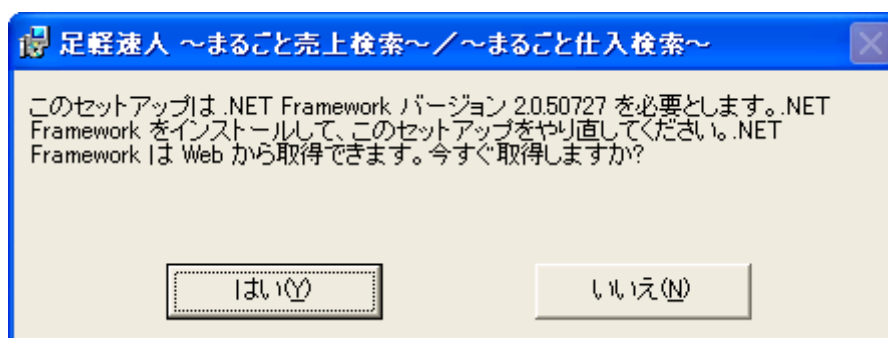 足軽速人 ～まるごと売上検索～／～まるごと仕入検索～
このセットアップは .NET Framework バージョン 2.0.50727 を必要とします。.NET
Framework をインストールして、このセットアップをやり直してください。.NET
Framework は Web から取得できます。今すぐ取得しますか?
はい(Y)
いいえ(N)